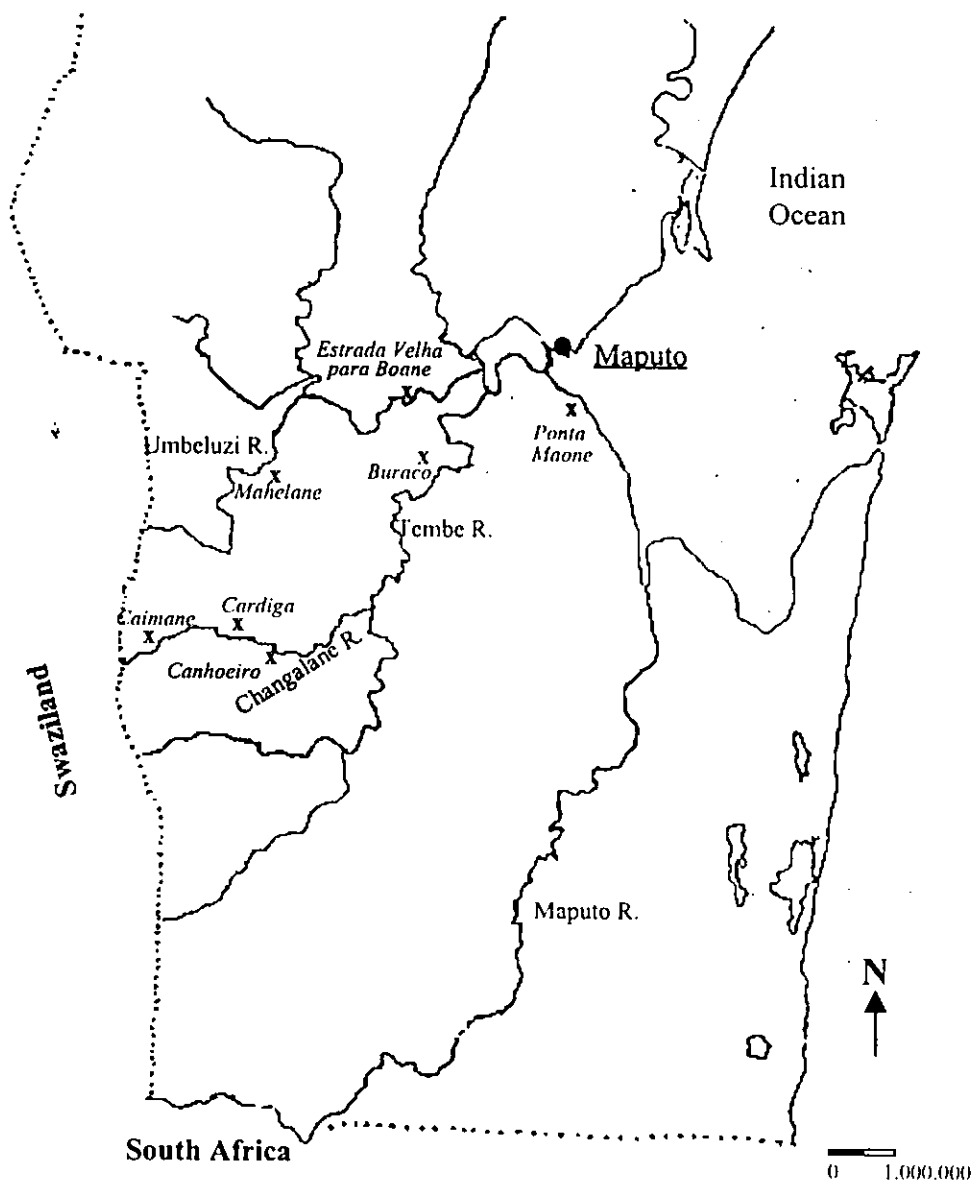 Indian
Ocean
Estrada Velha
para Boane
Maputo
Umbeluzi R.
Mahelane
Buraco
Ponta
Maone
Tembe R.
Caimane
Cardiga
Canhoeiro
Changalane R.
Swaziland
Maputo R.
N
South Africa
0 1.000.000